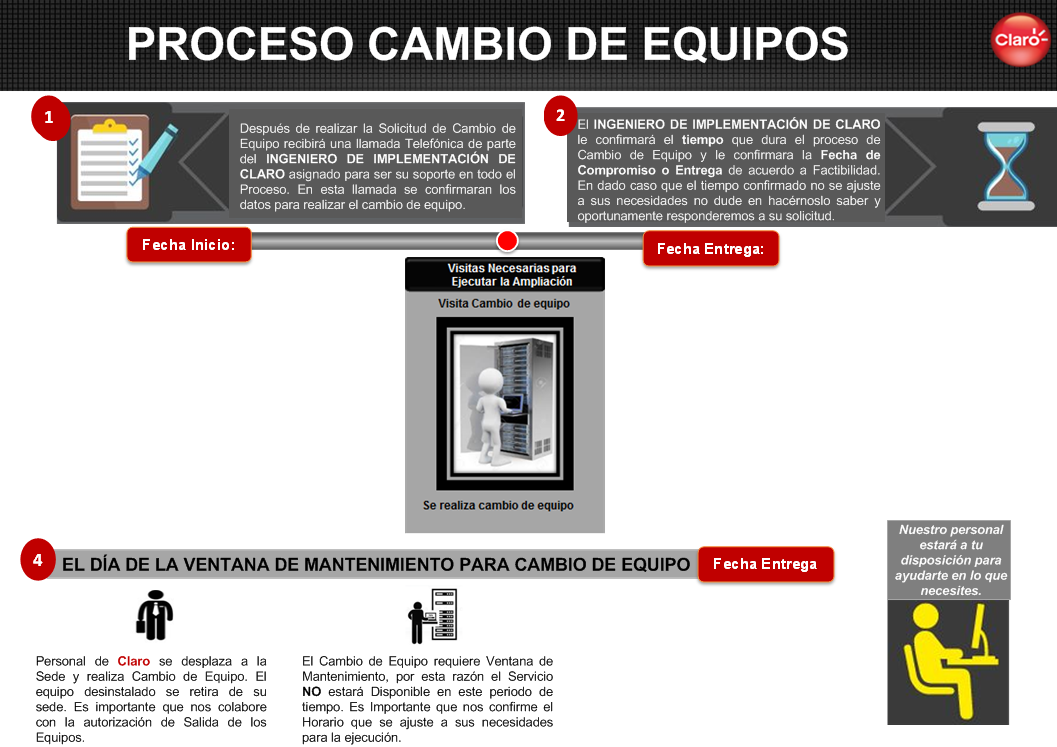 PROCESO CAMBIO DE EQUIPOS
Claro
1
Después de realizar la Solicitud de Cambio de
Equipo recibirá una llamada Telefónica de parte
del INGENIERO DE IMPLEMENTACIÓN DE
CLARO asignado para ser su soporte en todo el
Proceso. En esta llamada se confirmaran los
datos para realizar el cambio de equipo.
2
El INGENIERO DE IMPLEMENTACIÓN DE CLARO
le confirmará el tiempo que dura el proceso de
Cambio de Equipo y le confirmara la Fecha de
Compromiso o Entrega de acuerdo a Factibilidad.
En dado caso que el tiempo confirmado no se ajuste
a sus necesidades no dude en hacérnoslo saber y
oportunamente responderemos a su solicitud.
Fecha Inicio:
Fecha Entrega:
Visitas Necesarias para
Ejecutar la Ampliación
Visita Cambio de equipo
Se realiza cambio de equipo
Nuestro personal
estará a tu
disposición para
ayudarte en lo que
necesites.
4
EL DÍA DE LA VENTANA DE MANTENIMIENTO PARA CAMBIO DE EQUIPO
Fecha Entrega
Personal de Claro se desplaza a la
Sede y realiza Cambio de Equipo. El
equipo desinstalado se retira de su
sede. Es importante que nos colabore
con la autorización de Salida de los
Equipos.
El Cambio de Equipo requiere Ventana de
Mantenimiento, por esta razón el Servicio
NO estará Disponible en este periodo de
tiempo. Es Importante que nos confirme el
Horario que se ajuste a sus necesidades
para la ejecución.